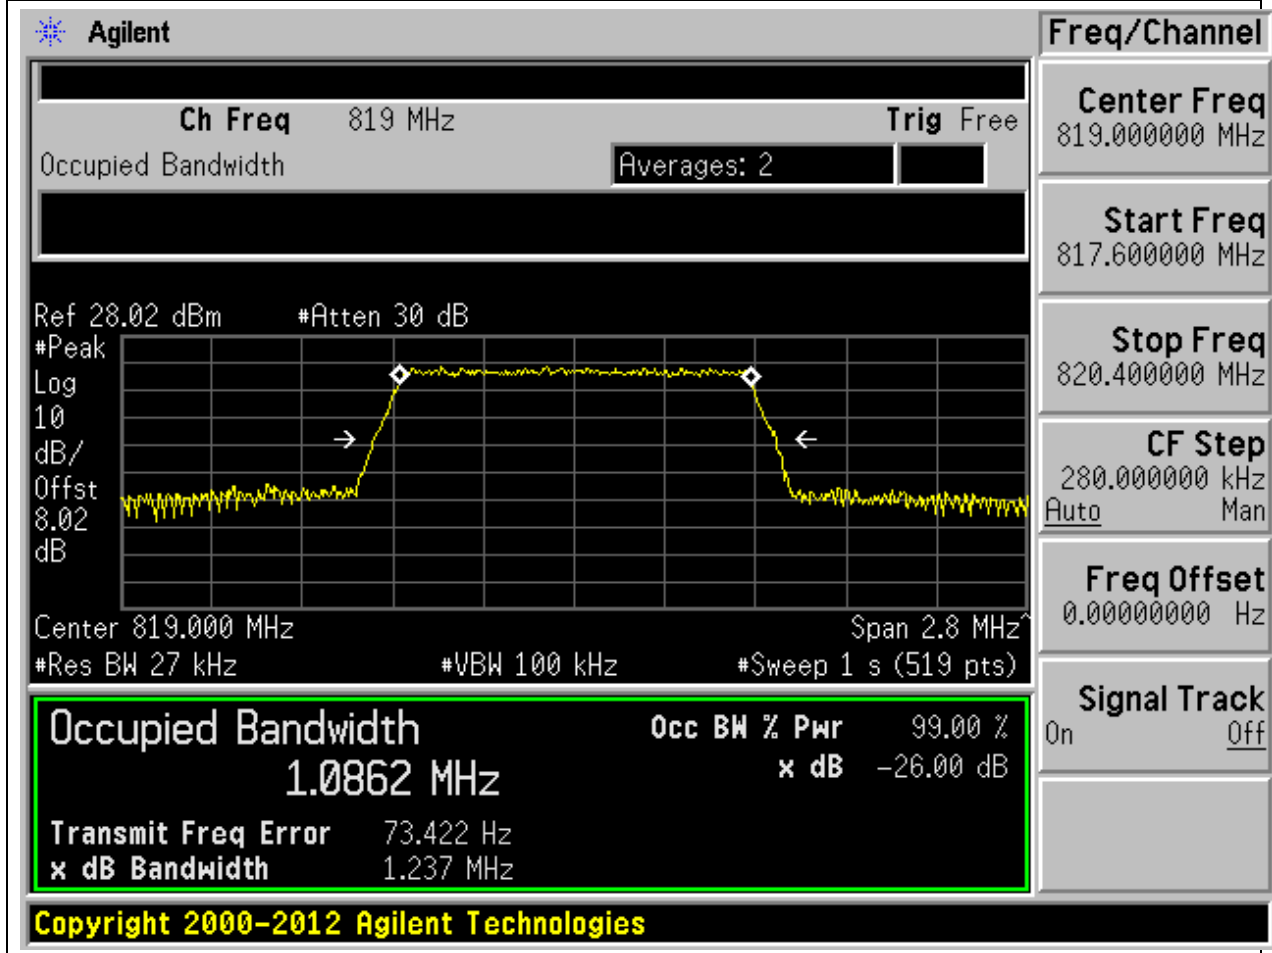 Agilent
Freq/Channel
Ch Freq 819 MHz Trig Free
Occupied Bandwidth Averages: 2
Center Freq
819.000000 MHz
Start Freq
817.600000 MHz
Stop Freq
820.400000 MHz
CF Step
280.000000 kHz
Auto Man
Freq Offset
0.00000000 Hz
Signal Track
On Off
Ref 28.02 dBm #Atten 30 dB
#Peak
Log
10
dB/
Offst
8.02
dB
Center 819.000 MHz Span 2.8 MHz^
#Res BW 27 kHz #VBW 100 kHz #Sweep 1 s (519 pts)
Occupied Bandwidth Occ BW % Pwr 99.00 %
1.0862 MHz x dB -26.00 dB
Transmit Freq Error 73.422 Hz
x dB Bandwidth 1.237 MHz
Copyright 2000-2012 Agilent Technologies